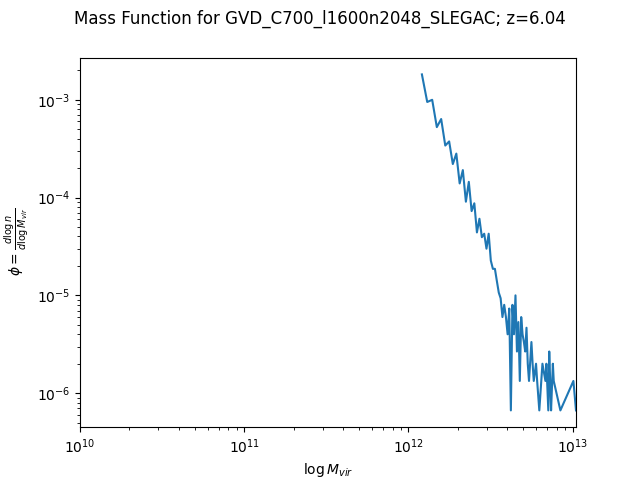 Mass Function for GVD_C700_l1600n2048_SLEGAC; z=6.04
10⁻³
10⁻⁴
10⁻⁵
10⁻⁶
ϕ = d log n / d log M_vir
10¹⁰ 10¹¹ 10¹² 10¹³
log M_vir